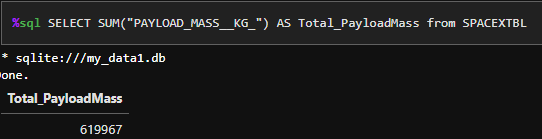 %sql SELECT SUM("PAYLOAD_MASS__KG_") AS Total_PayloadMass from SPACEXTBL
* sqlite:///my_data1.db
Done.
Total_PayloadMass
619967